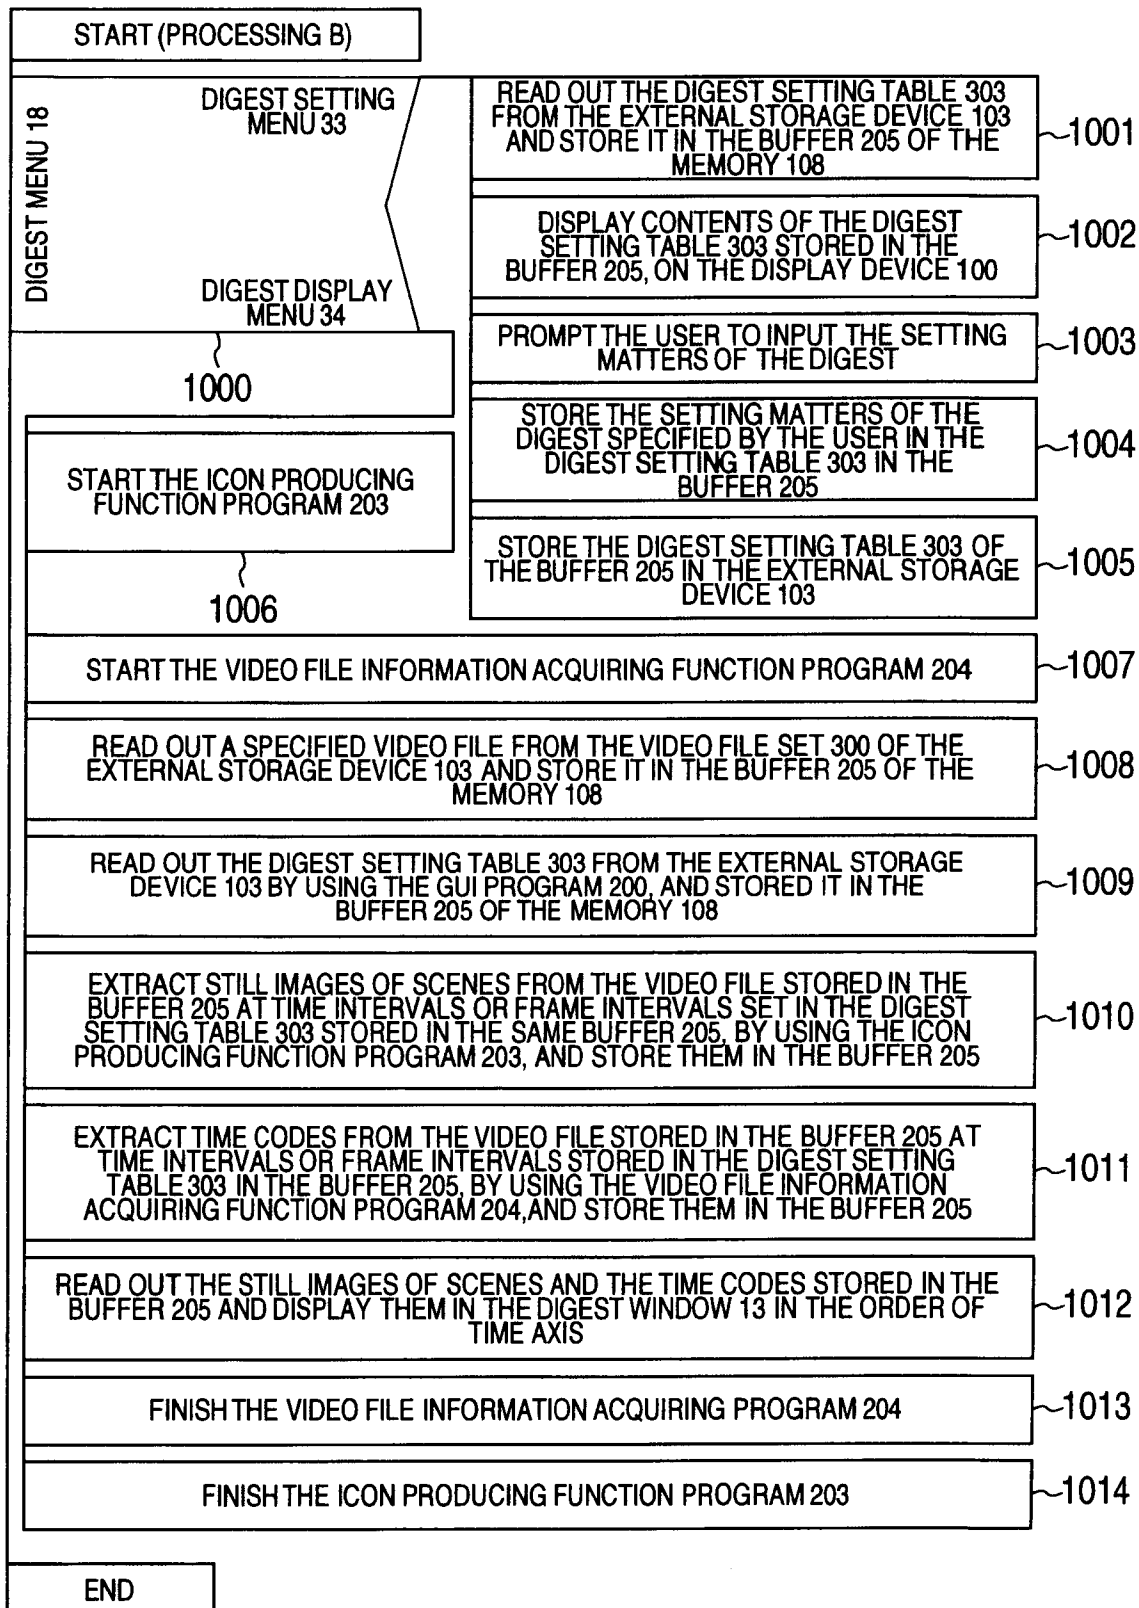 START (PROCESSING B)
DIGEST MENU 18
DIGEST SETTING
MENU 33
DIGEST DISPLAY
MENU 34
1000
READ OUT THE DIGEST SETTING TABLE 303
FROM THE EXTERNAL STORAGE DEVICE 103
AND STORE IT IN THE BUFFER 205 OF THE
MEMORY 108
1001
DISPLAY CONTENTS OF THE DIGEST
SETTING TABLE 303 STORED IN THE
BUFFER 205, ON THE DISPLAY DEVICE 100
1002
PROMPT THE USER TO INPUT THE SETTING
MATTERS OF THE DIGEST
1003
STORE THE SETTING MATTERS OF THE
DIGEST SPECIFIED BY THE USER IN THE
DIGEST SETTING TABLE 303 IN THE
BUFFER 205
1004
STORE THE DIGEST SETTING TABLE 303 OF
THE BUFFER 205 IN THE EXTERNAL STORAGE
DEVICE 103
1005
START THE ICON PRODUCING
FUNCTION PROGRAM 203
1006
START THE VIDEO FILE INFORMATION ACQUIRING FUNCTION PROGRAM 204
1007
READ OUT A SPECIFIED VIDEO FILE FROM THE VIDEO FILE SET 300 OF THE
EXTERNAL STORAGE DEVICE 103 AND STORE IT IN THE BUFFER 205 OF THE
MEMORY 108
1008
READ OUT THE DIGEST SETTING TABLE 303 FROM THE EXTERNAL STORAGE
DEVICE 103 BY USING THE GUI PROGRAM 200, AND STORED IT IN THE
BUFFER 205 OF THE MEMORY 108
1009
EXTRACT STILL IMAGES OF SCENES FROM THE VIDEO FILE STORED IN THE
BUFFER 205 AT TIME INTERVALS OR FRAME INTERVALS SET IN THE DIGEST
SETTING TABLE 303 STORED IN THE SAME BUFFER 205, BY USING THE ICON
PRODUCING FUNCTION PROGRAM 203, AND STORE THEM IN THE BUFFER 205
1010
EXTRACT TIME CODES FROM THE VIDEO FILE STORED IN THE BUFFER 205 AT
TIME INTERVALS OR FRAME INTERVALS STORED IN THE DIGEST SETTING
TABLE 303 IN THE BUFFER 205, BY USING THE VIDEO FILE INFORMATION
ACQUIRING FUNCTION PROGRAM 204,AND STORE THEM IN THE BUFFER 205
1011
READ OUT THE STILL IMAGES OF SCENES AND THE TIME CODES STORED IN THE
BUFFER 205 AND DISPLAY THEM IN THE DIGEST WINDOW 13 IN THE ORDER OF
TIME AXIS
1012
FINISH THE VIDEO FILE INFORMATION ACQUIRING PROGRAM 204
1013
FINISH THE ICON PRODUCING FUNCTION PROGRAM 203
1014
END